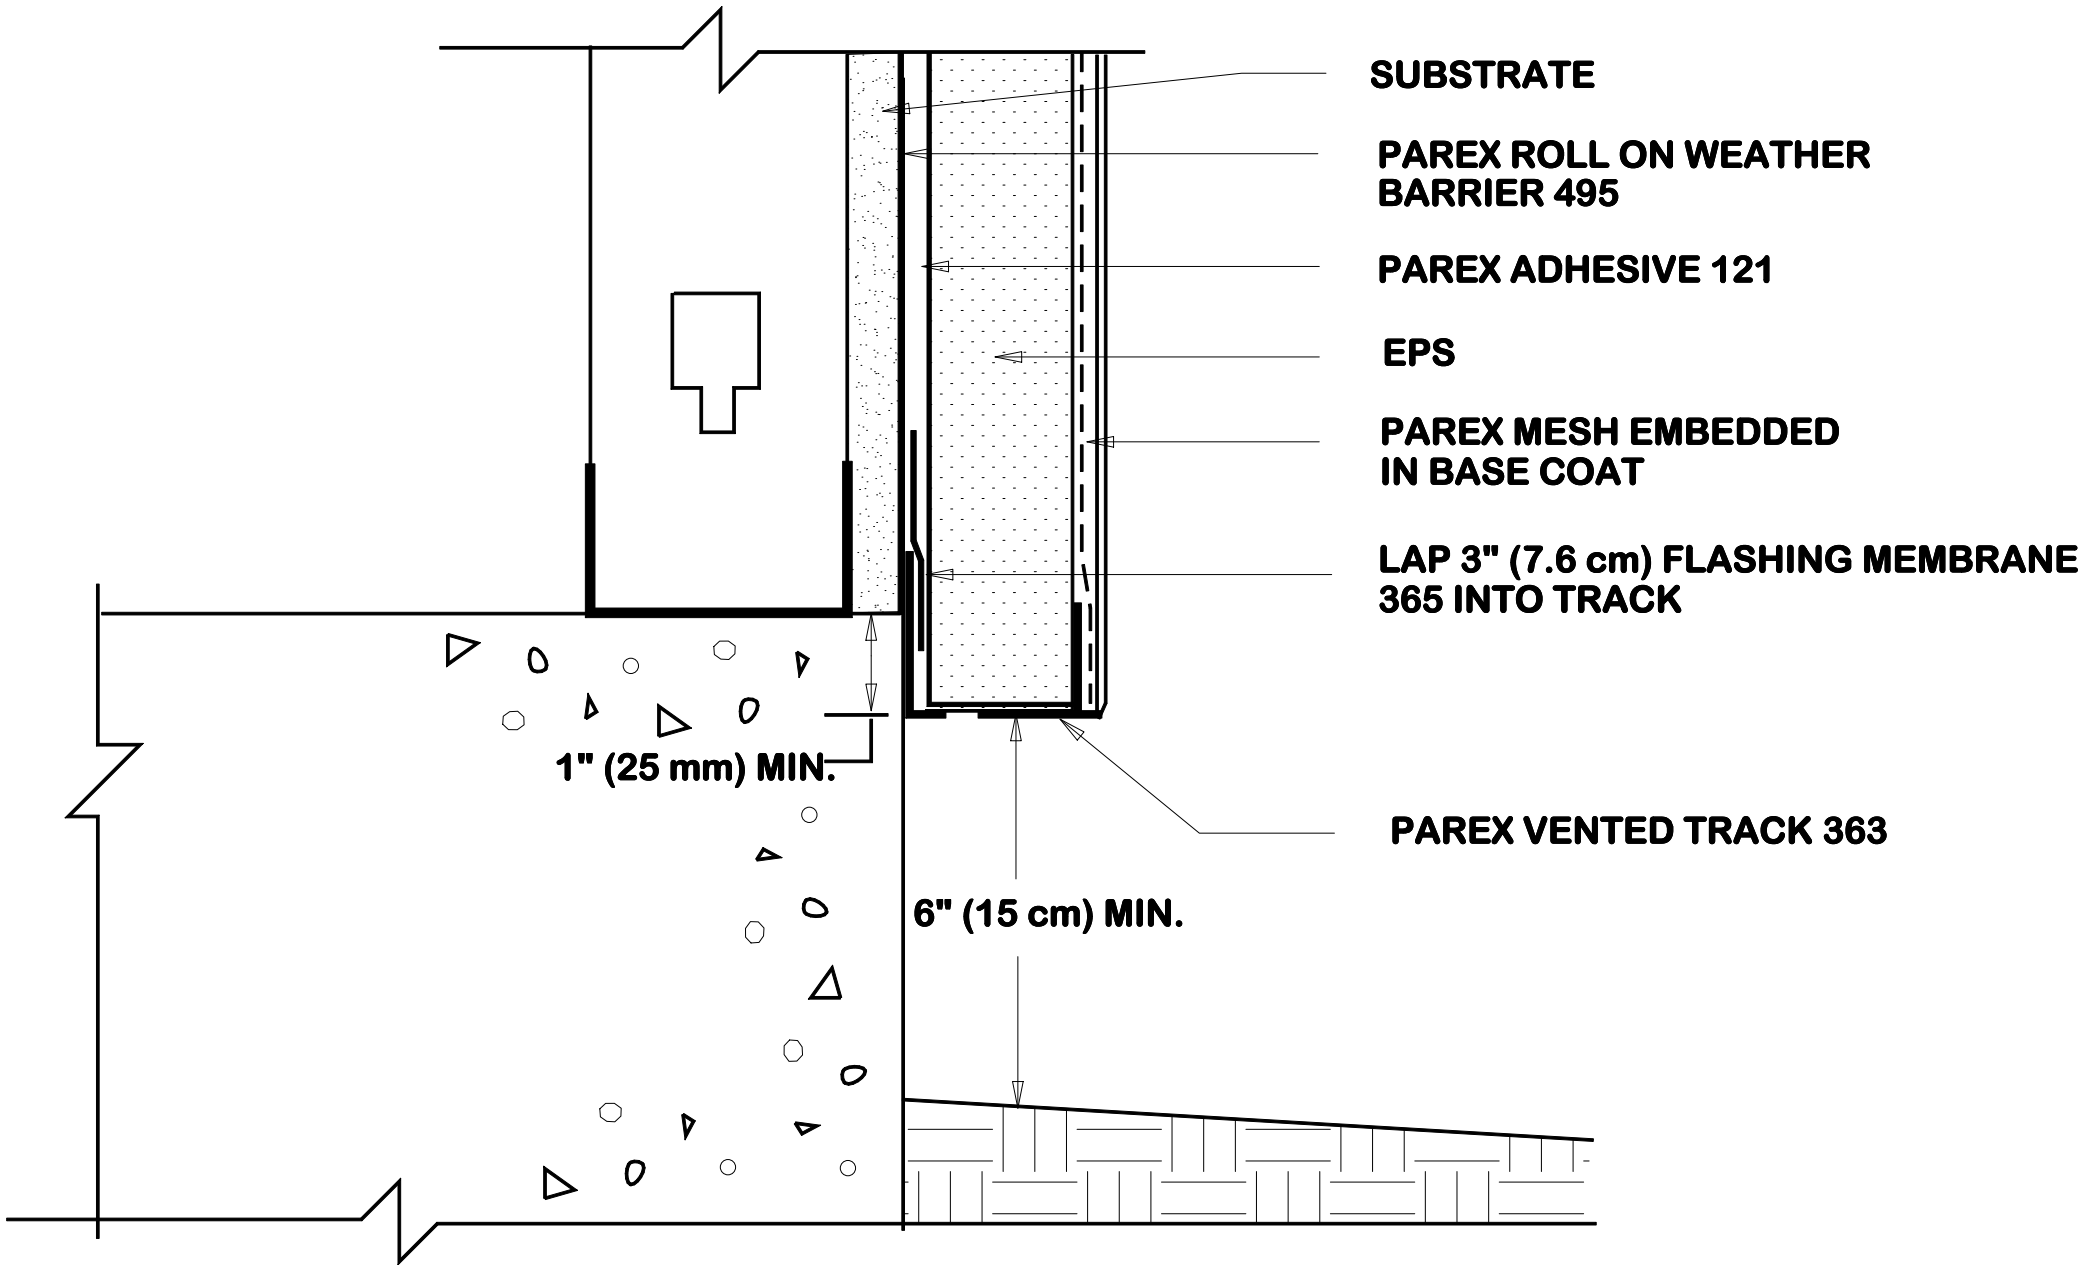 SUBSTRATE
PAREX ROLL ON WEATHER
BARRIER 495
PAREX ADHESIVE 121
EPS
PAREX MESH EMBEDDED
IN BASE COAT
LAP 3" (7.6 cm) FLASHING MEMBRANE
365 INTO TRACK
1" (25 mm) MIN.
PAREX VENTED TRACK 363
6" (15 cm) MIN.